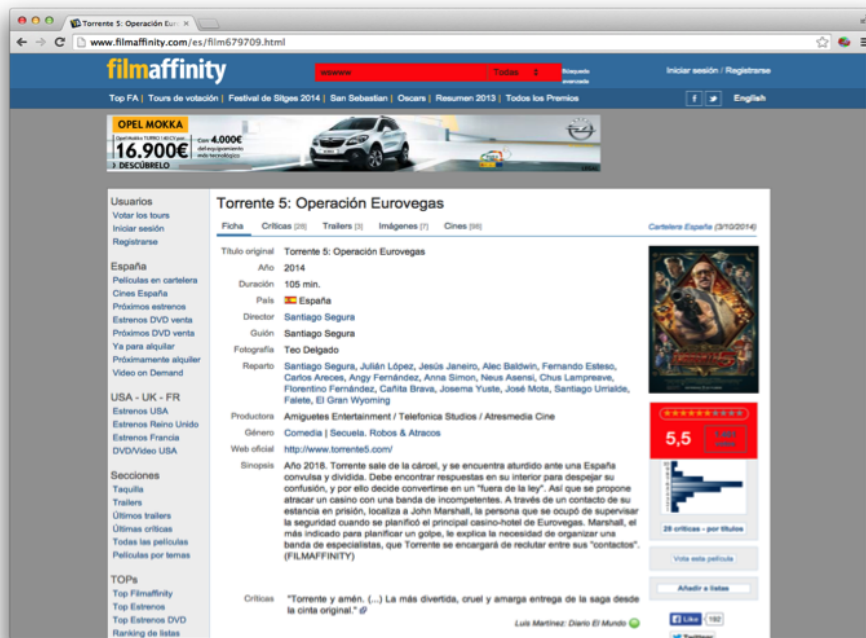 Torrente 5: Operación Eur
www.filmaffinity.com/es/film679709.html
filmaffinity
wswww
Todas
Búsqueda avanzada
Iniciar sesión / Registrarse
Top FA | Tours de votación | Festival de Sitges 2014 | San Sebastian | Oscars | Resumen 2013 | Todos los Premios
English
OPEL MOKKA
16.900€
> DESCÚBRELO
Con 4.000€
del equipamiento
más tecnológico
Usuarios
Votar los tours
Iniciar sesión
Registrarse
España
Películas en cartelera
Cines España
Próximos estrenos
Estrenos DVD venta
Próximos DVD venta
Ya para alquilar
Próximamente alquiler
Video on Demand
USA - UK - FR
Estrenos USA
Estrenos Reino Unido
Estrenos Francia
DVD/Video USA
Secciones
Taquilla
Trailers
Últimos trailers
Últimas críticas
Todas las películas
Películas por temas
TOPs
Top Filmaffinity
Top Estrenos
Top Estrenos DVD
Ranking de listas
Torrente 5: Operación Eurovegas
Ficha Críticas [28] Trailers [3] Imágenes [7] Cines [98]
Cartelera España (3/10/2014)
Título original Torrente 5: Operación Eurovegas
Año 2014
Duración 105 min.
País España
Director Santiago Segura
Guión Santiago Segura
Fotografía Teo Delgado
Reparto Santiago Segura, Julián López, Jesús Janeiro, Alec Baldwin, Fernando Esteso,
Carlos Areces, Angy Fernández, Anna Simon, Neus Asensi, Chus Lampreave,
Florentino Fernández, Cañita Brava, Josema Yuste, José Mota, Santiago Urrialde,
Falete, El Gran Wyoming
Productora Amiguetes Entertainment / Telefonica Studios / Atresmedia Cine
Género Comedia | Secuela. Robos & Atracos
Web oficial http://www.torrente5.com/
Sinopsis Año 2018. Torrente sale de la cárcel, y se encuentra aturdido ante una España
convulsa y dividida. Debe encontrar respuestas en su interior para despejar su
confusión, y por ello decide convertirse en un "fuera de la ley". Así que se propone
atracar un casino con una banda de incompetentes. A través de un contacto de su
estancia en prisión, localiza a John Marshall, la persona que se ocupó de supervisar
la seguridad cuando se planificó el principal casino-hotel de Eurovegas. Marshall, el
más indicado para planificar un golpe, le explica la necesidad de organizar una
banda de especialistas, que Torrente se encargará de reclutar entre sus "contactos".
(FILMAFFINITY)
Críticas "Torrente y amén. (...) La más divertida, cruel y amarga entrega de la saga desde
la cinta original."
Luis Martínez: Diario El Mundo
5,5
28 críticas - por títulos
Vota esta película
Añadir a listas
Like 192
Twittear